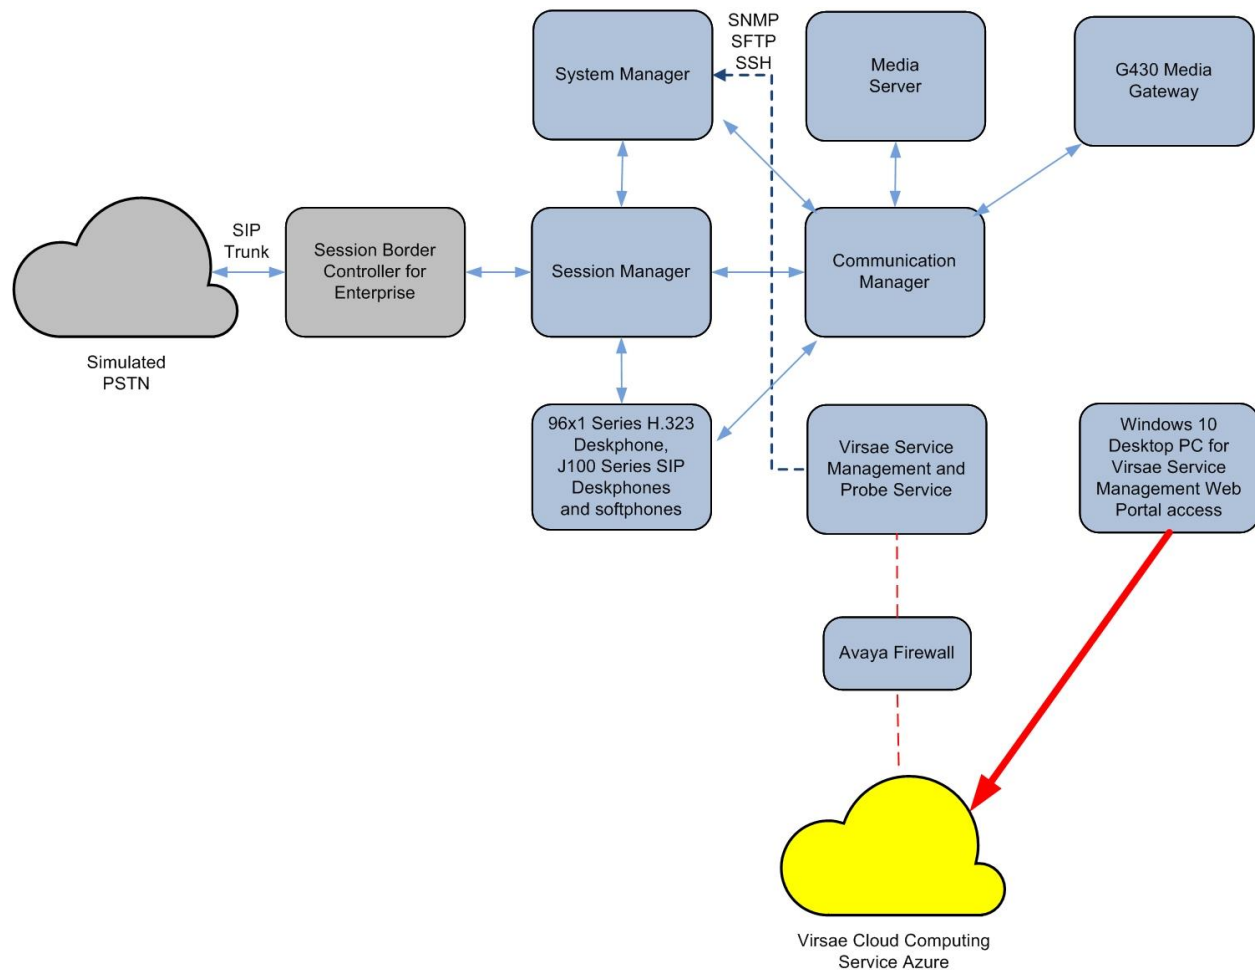 SNMP
SFTP
SSH
System Manager
Media
Server
G430 Media
Gateway
SIP
Trunk
Session Border
Controller for
Enterprise
Session Manager
Communication
Manager
Simulated
PSTN
96x1 Series H.323
Deskphone,
J100 Series SIP
Deskphones
and softphones
Virsae Service
Management and
Probe Service
Windows 10
Desktop PC for
Virsae Service
Management Web
Portal access
Avaya Firewall
Virsae Cloud Computing
Service Azure